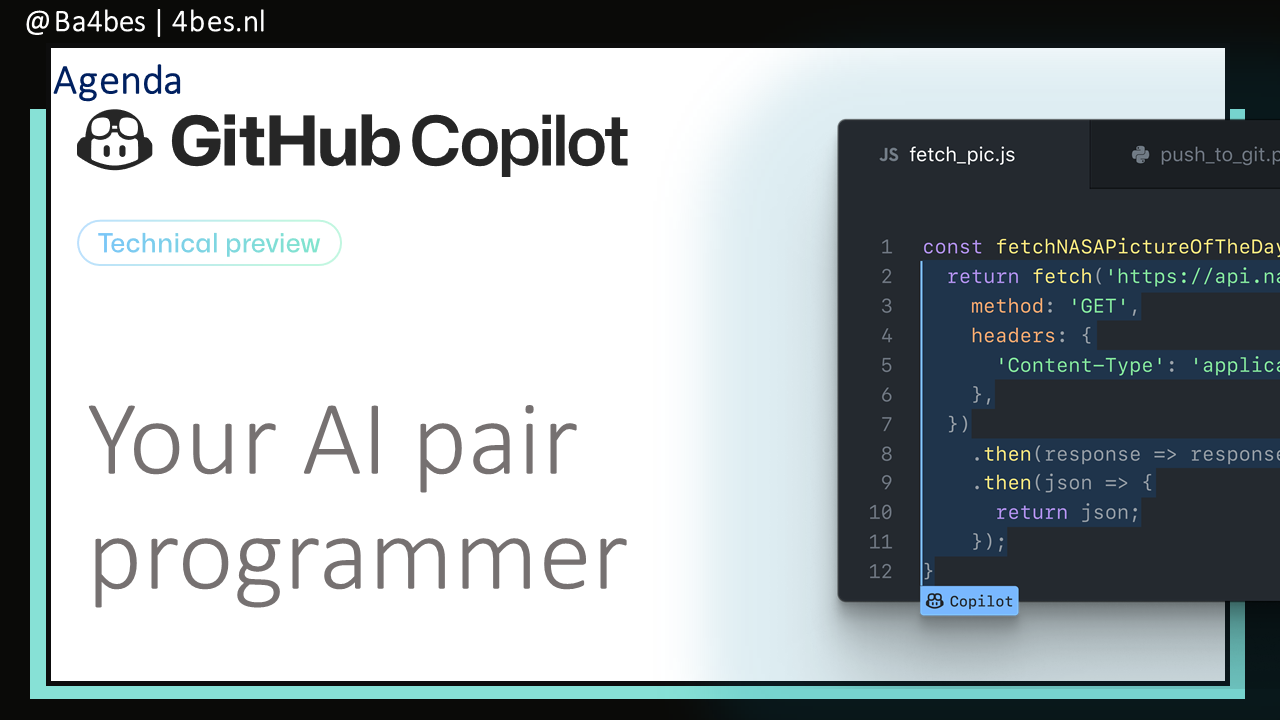 @Ba4bes | 4bes.nl
Agenda
GitHub Copilot
Technical preview
Your AI pair
programmer
JS fetch_pic.js
push_to_git.p
1 const fetchNASAPictureOfTheDay
2 return fetch('https://api.na
3 method: 'GET',
4 headers: {
5 'Content-Type': 'applica
6 },
7 })
8 .then(response => response
9 .then(json => {
10 return json;
11 });
12 }
Copilot